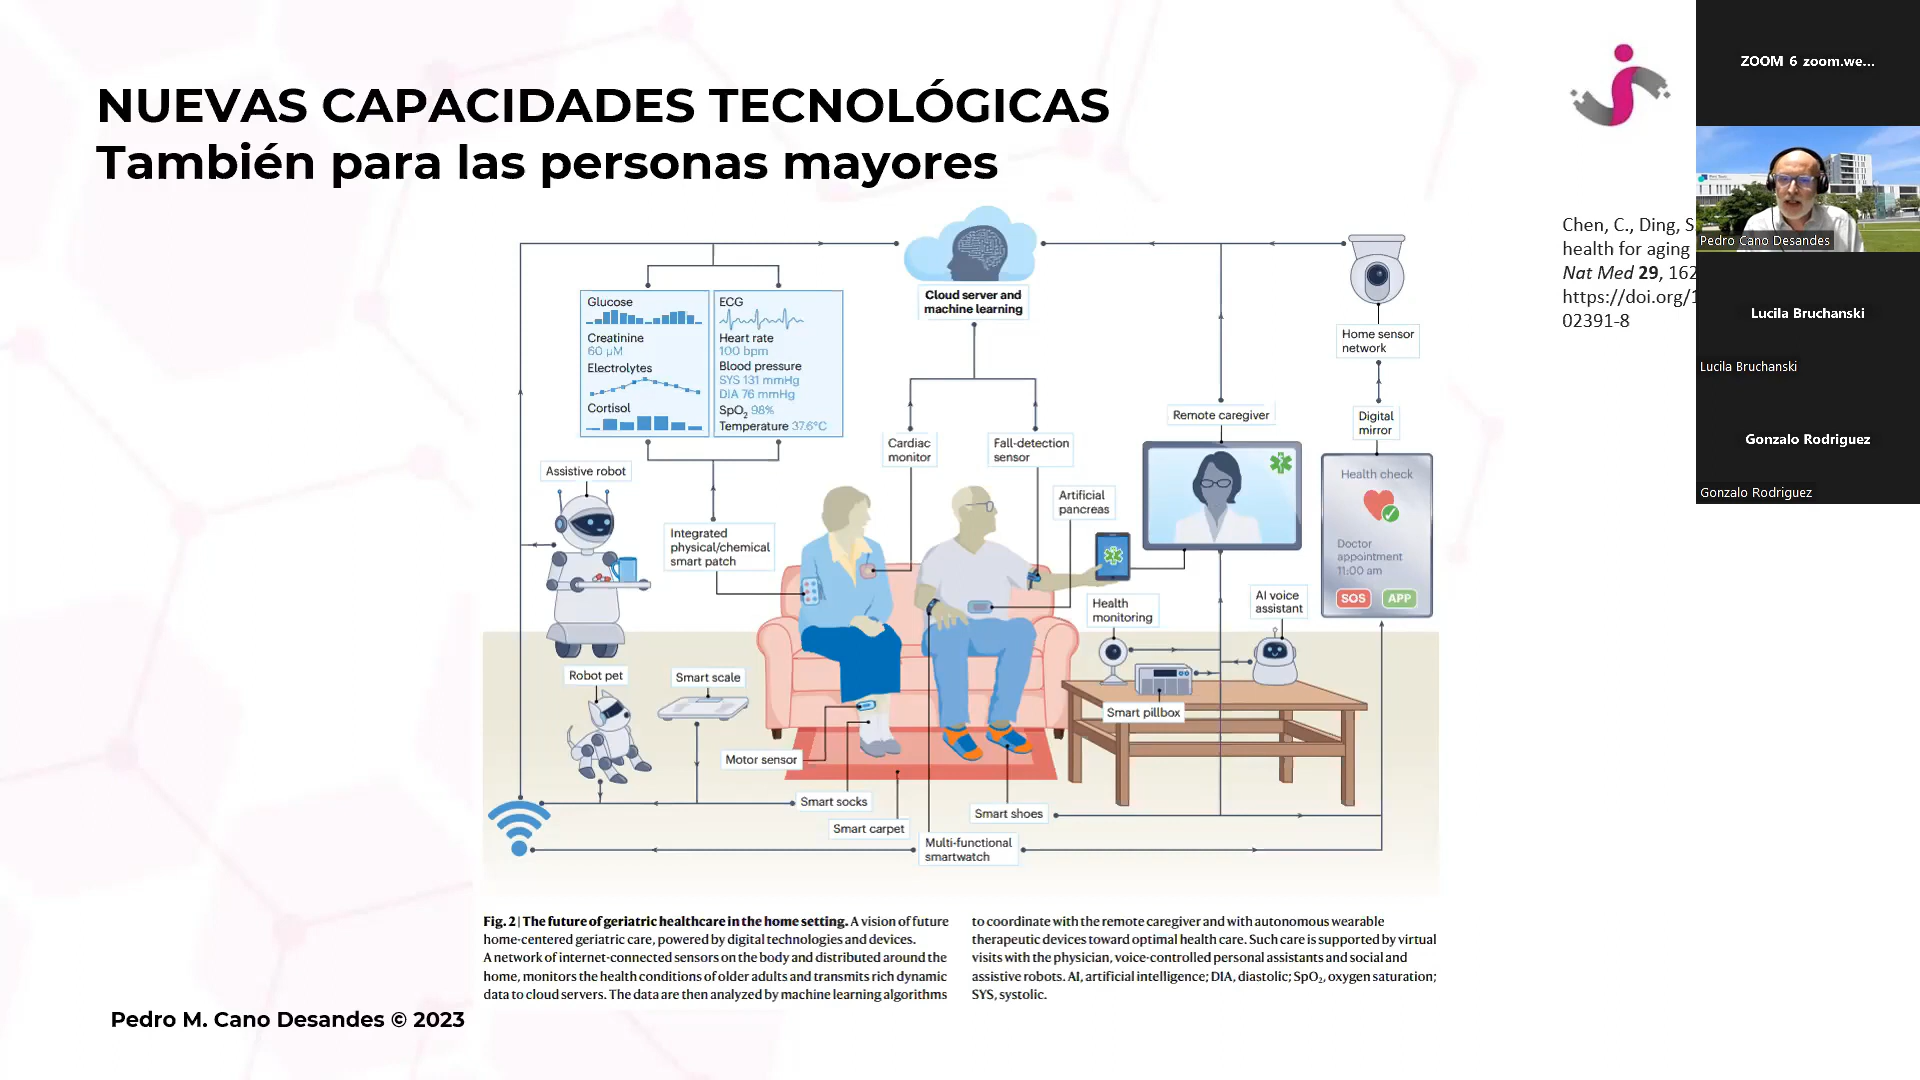 NUEVAS CAPACIDADES TECNOLÓGICAS
También para las personas mayores
Chen, C., Ding, S
health for aging
Nat Med 29, 162
https://doi.org/1
02391-8
ZOOM 6 zoom.we...
Pedro Cano Desandes
Lucila Bruchanski
Lucila Bruchanski
Gonzalo Rodriguez
Gonzalo Rodriguez
Cloud server and
machine learning
Glucose
Creatinine
60 µM
Electrolytes
Cortisol
ECG
Heart rate
100 bpm
Blood pressure
SYS 131 mmHg
DIA 76 mmHg
SpO₂ 98%
Temperature 37.6°C
Home sensor
network
Remote caregiver
Digital
mirror
Cardiac
monitor
Fall-detection
sensor
Assistive robot
Integrated
physical/chemical
smart patch
Artificial
pancreas
Health check
Doctor
appointment
11:00 am
SOS
APP
Health
monitoring
AI voice
assistant
Robot pet
Smart scale
Smart pillbox
Motor sensor
Smart socks
Smart carpet
Smart shoes
Multi-functional
smartwatch
Fig. 2 | The future of geriatric healthcare in the home setting. A vision of future
home-centered geriatric care, powered by digital technologies and devices.
A network of internet-connected sensors on the body and distributed around the
home, monitors the health conditions of older adults and transmits rich dynamic
data to cloud servers. The data are then analyzed by machine learning algorithms
to coordinate with the remote caregiver and with autonomous wearable
therapeutic devices toward optimal health care. Such care is supported by virtual
visits with the physician, voice-controlled personal assistants and social and
assistive robots. AI, artificial intelligence; DIA, diastolic; SpO₂, oxygen saturation;
SYS, systolic.
Pedro M. Cano Desandes © 2023